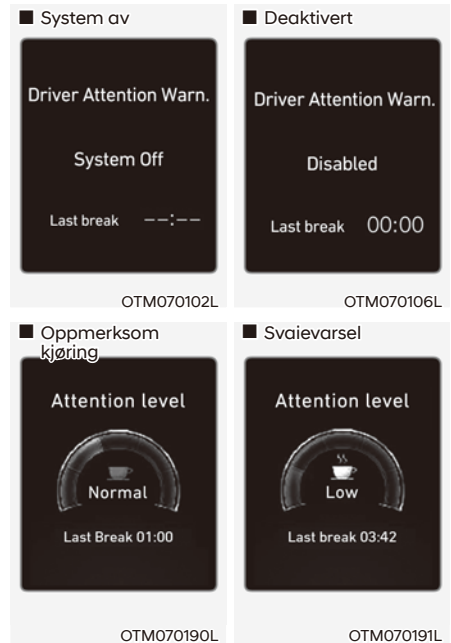 ■ System av
Driver Attention Warn.
System Off
Last break --:--
OTM070102L
■ Deaktivert
Driver Attention Warn.
Disabled
Last break 00:00
OTM070106L
■ Oppmerksom
kjøring
Attention level
Normal
Last Break 01:00
OTM070190L
■ Svaievarsel
Attention level
Low
Last break 03:42
OTM070191L